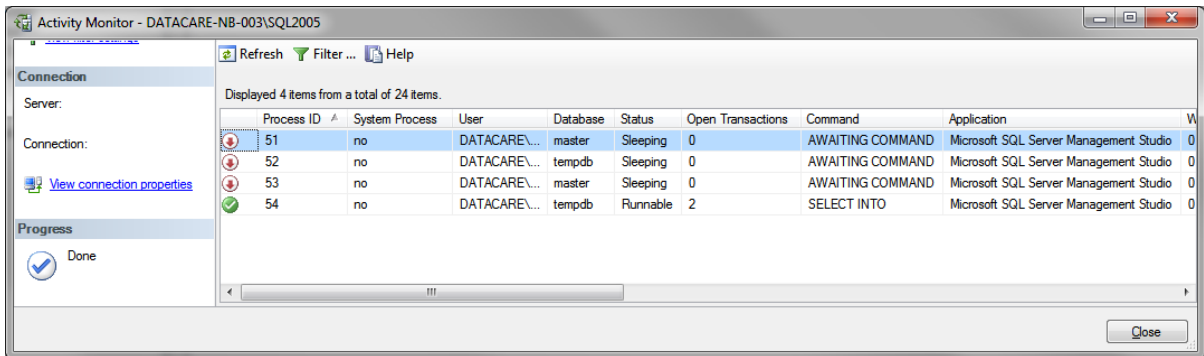 Activity Monitor - DATACARE-NB-003\SQL2005
Refresh Filter ... Help
Connection
Server:
Connection:
View connection properties
Progress
Done
Displayed 4 items from a total of 24 items.
Process ID System Process User Database Status Open Transactions Command Application W
51 no DATACARE\... master Sleeping 0 AWAITING COMMAND Microsoft SQL Server Management Studio 0
52 no DATACARE\... tempdb Sleeping 0 AWAITING COMMAND Microsoft SQL Server Management Studio 0
53 no DATACARE\... master Sleeping 0 AWAITING COMMAND Microsoft SQL Server Management Studio 0
54 no DATACARE\... tempdb Runnable 2 SELECT INTO Microsoft SQL Server Management Studio 0
Close